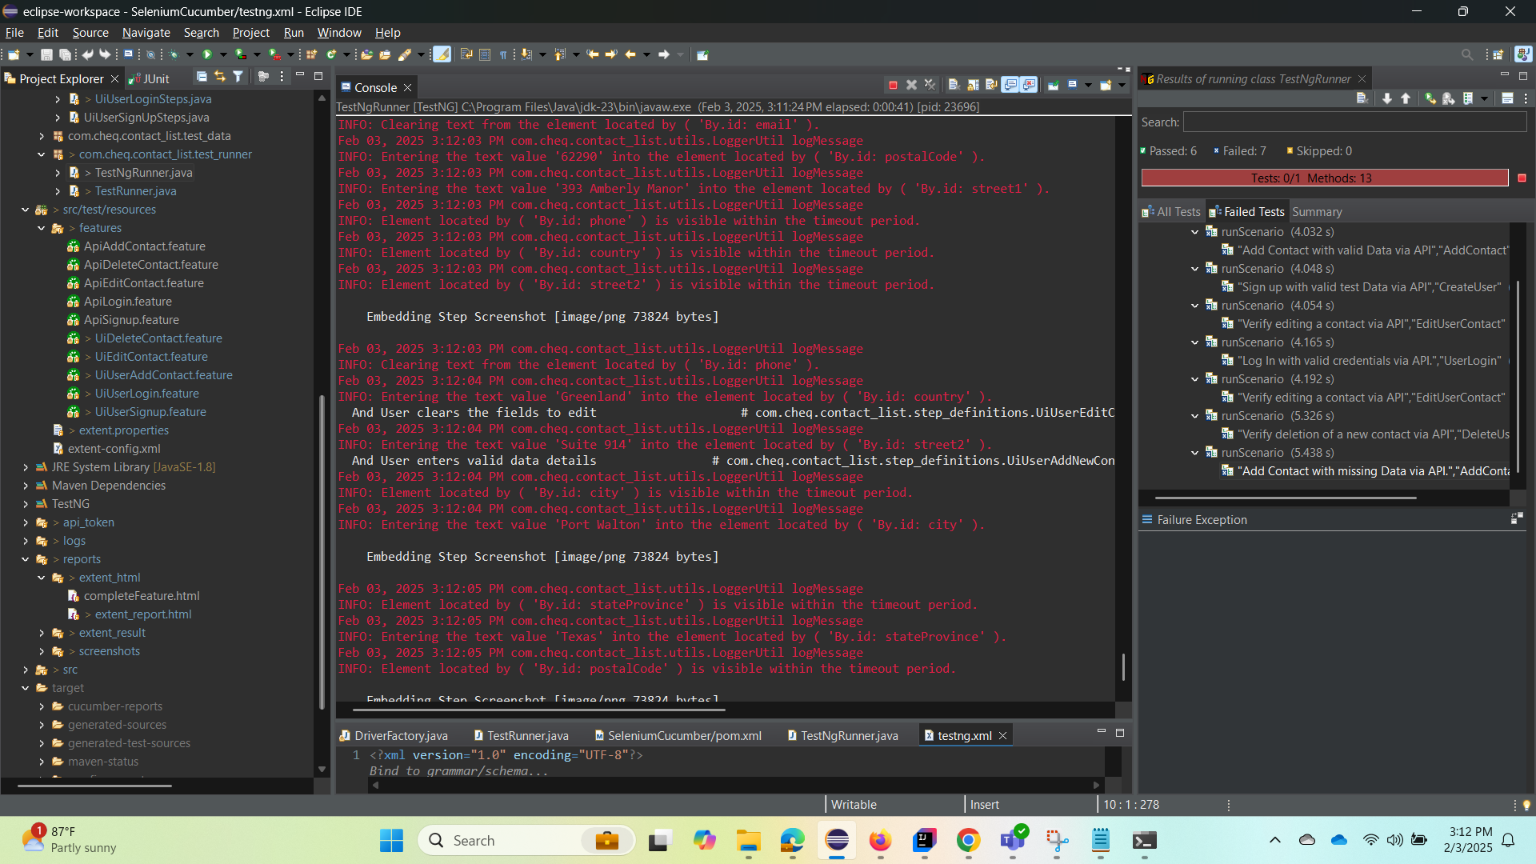 eclipse-workspace - SeleniumCucumber/testng.xml - Eclipse IDE
File Edit Source Navigate Search Project Run Window Help
Project Explorer
JUnit
> UiUserLoginSteps.java
UiUserSignUpSteps.java
com.cheq.contact_list.test_data
> com.cheq.contact_list.test_runner
> TestNgRunner.java
> TestRunner.java
> src/test/resources
> features
ApiAddContact.feature
ApiDeleteContact.feature
ApiEditContact.feature
ApiLogin.feature
ApiSignup.feature
> UiDeleteContact.feature
> UiEditContact.feature
> UiUserAddContact.feature
> UiUserLogin.feature
> UiUserSignup.feature
> extent.properties
extent-config.xml
JRE System Library [JavaSE-1.8]
Maven Dependencies
TestNG
> api_token
> logs
> reports
> extent_html
completeFeature.html
> extent_report.html
> extent_result
> screenshots
> src
target
cucumber-reports
generated-sources
generated-test-sources
maven-status
Console
TestNgRunner [TestNG] C:\Program Files\Java\jdk-23\bin\javaw.exe (Feb 3, 2025, 3:11:24 PM elapsed: 0:00:41) [pid: 23696]
INFO: Clearing text from the element located by ( 'By.id: email' ).
Feb 03, 2025 3:12:03 PM com.cheq.contact_list.utils.LoggerUtil logMessage
INFO: Entering the text value '62290' into the element located by ( 'By.id: postalCode' ).
Feb 03, 2025 3:12:03 PM com.cheq.contact_list.utils.LoggerUtil logMessage
INFO: Entering the text value '393 Amberly Manor' into the element located by ( 'By.id: street1' ).
Feb 03, 2025 3:12:03 PM com.cheq.contact_list.utils.LoggerUtil logMessage
INFO: Element located by ( 'By.id: phone' ) is visible within the timeout period.
Feb 03, 2025 3:12:03 PM com.cheq.contact_list.utils.LoggerUtil logMessage
INFO: Element located by ( 'By.id: country' ) is visible within the timeout period.
Feb 03, 2025 3:12:03 PM com.cheq.contact_list.utils.LoggerUtil logMessage
INFO: Element located by ( 'By.id: street2' ) is visible within the timeout period.
Embedding Step Screenshot [image/png 73824 bytes]
Feb 03, 2025 3:12:03 PM com.cheq.contact_list.utils.LoggerUtil logMessage
INFO: Clearing text from the element located by ( 'By.id: phone' ).
Feb 03, 2025 3:12:04 PM com.cheq.contact_list.utils.LoggerUtil logMessage
INFO: Entering the text value 'Greenland' into the element located by ( 'By.id: country' ).
And User clears the fields to edit # com.cheq.contact_list.step_definitions.UiUserEditC
Feb 03, 2025 3:12:04 PM com.cheq.contact_list.utils.LoggerUtil logMessage
INFO: Entering the text value 'Suite 914' into the element located by ( 'By.id: street2' ).
And User enters valid data details # com.cheq.contact_list.step_definitions.UiUserAddNewCon
Feb 03, 2025 3:12:04 PM com.cheq.contact_list.utils.LoggerUtil logMessage
INFO: Element located by ( 'By.id: city' ) is visible within the timeout period.
Feb 03, 2025 3:12:04 PM com.cheq.contact_list.utils.LoggerUtil logMessage
INFO: Entering the text value 'Port Walton' into the element located by ( 'By.id: city' ).
Embedding Step Screenshot [image/png 73824 bytes]
Feb 03, 2025 3:12:05 PM com.cheq.contact_list.utils.LoggerUtil logMessage
INFO: Element located by ( 'By.id: stateProvince' ) is visible within the timeout period.
Feb 03, 2025 3:12:05 PM com.cheq.contact_list.utils.LoggerUtil logMessage
INFO: Entering the text value 'Texas' into the element located by ( 'By.id: stateProvince' ).
Feb 03, 2025 3:12:05 PM com.cheq.contact_list.utils.LoggerUtil logMessage
INFO: Element located by ( 'By.id: postalCode' ) is visible within the timeout period.
Embedding Step Screenshot [image/png 73824 bytes]
DriverFactory.java
TestRunner.java
SeleniumCucumber/pom.xml
TestNgRunner.java
testng.xml
1 <?xml version="1.0" encoding="UTF-8"?>
Bind to grammar/schema...
Results of running class TestNgRunner
Search:
Passed: 6 Failed: 7 Skipped: 0
Tests: 0/1 Methods: 13
All Tests Failed Tests Summary
runScenario (4.032 s)
"Add Contact with valid Data via API","AddContact"
runScenario (4.048 s)
"Sign up with valid test Data via API","CreateUser"
runScenario (4.054 s)
"Verify editing a contact via API","EditUserContact"
runScenario (4.165 s)
"Log In with valid credentials via API.","UserLogin"
runScenario (4.192 s)
"Verify editing a contact via API","EditUserContact"
runScenario (5.326 s)
"Verify deletion of a new contact via API","DeleteUs
runScenario (5.438 s)
"Add Contact with missing Data via API.","AddConta
Failure Exception
Writable
Insert
10 : 1 : 278
1
87°F
Partly sunny
Search
3:12 PM
2/3/2025